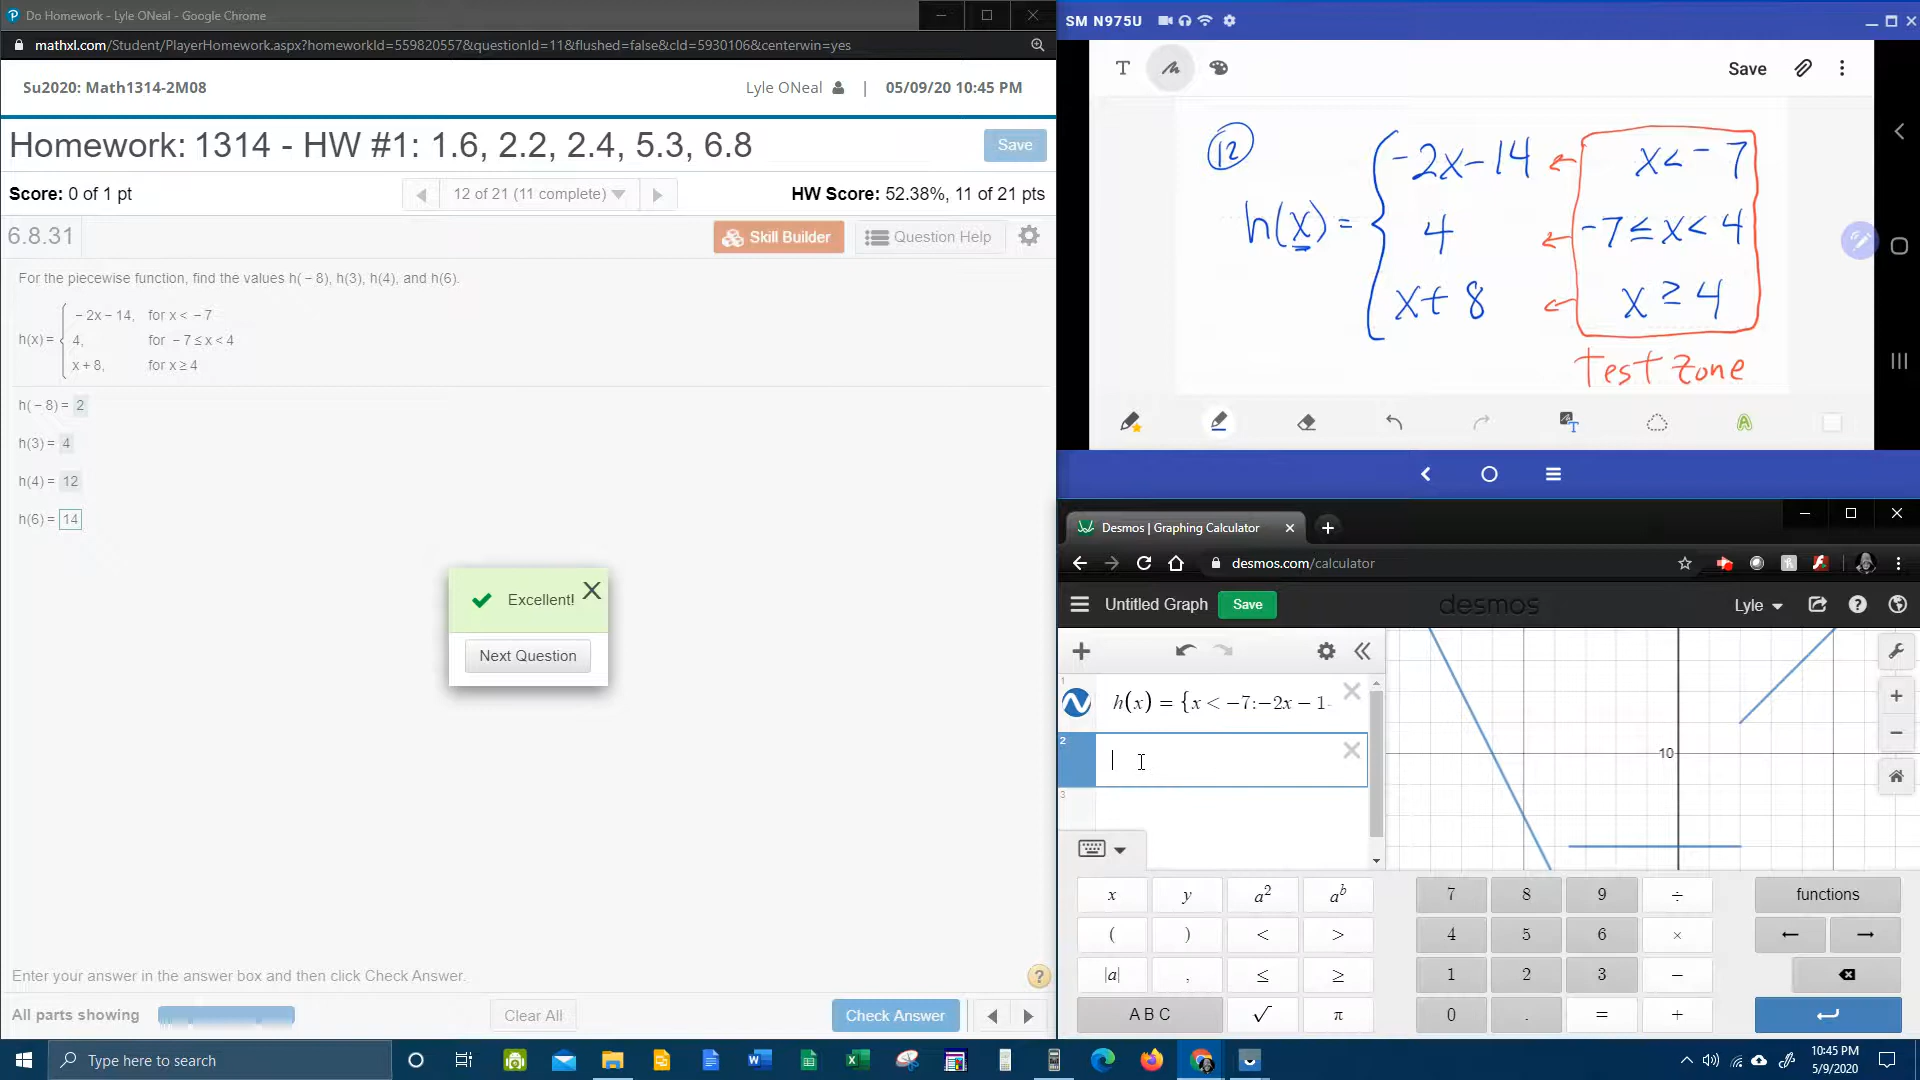 Do Homework - Lyle ONeal - Google Chrome
mathxl.com/Student/PlayerHomework.aspx?homeworkId=559820557&questionId=11&flushed=false&cld=5930106&centerwin=yes
Su2020: Math1314-2M08
Lyle ONeal | 05/09/20 10:45 PM
Homework: 1314 - HW #1: 1.6, 2.2, 2.4, 5.3, 6.8
Save
Score: 0 of 1 pt
12 of 21 (11 complete)
HW Score: 52.38%, 11 of 21 pts
6.8.31
Skill Builder
Question Help
For the piecewise function, find the values h( - 8), h(3), h(4), and h(6).
- 2x - 14, for x < - 7
h(x) = 4, for - 7 ≤ x < 4
x + 8, for x ≥ 4
h( - 8) = 2
h(3) = 4
h(4) = 12
h(6) = 14
Excellent!
Next Question
Enter your answer in the answer box and then click Check Answer.
?
All parts showing
Clear All
Check Answer
SM N975U
T
Save
12
-2x-14 x<-7
h(x) = 4 -7≤x<4
x+8 x≥4
Test Zone
Desmos | Graphing Calculator
desmos.com/calculator
Untitled Graph
Save
desmos
Lyle
1
h(x) = {x < −7:−2x − 1
2
3
10
x y a² aᵇ 7 8 9 ÷ functions
( ) < > 4 5 6 × ← →
|a| , ≤ ≥ 1 2 3 −
A B C √ π 0 . = +
Type here to search
10:45 PM
5/9/2020